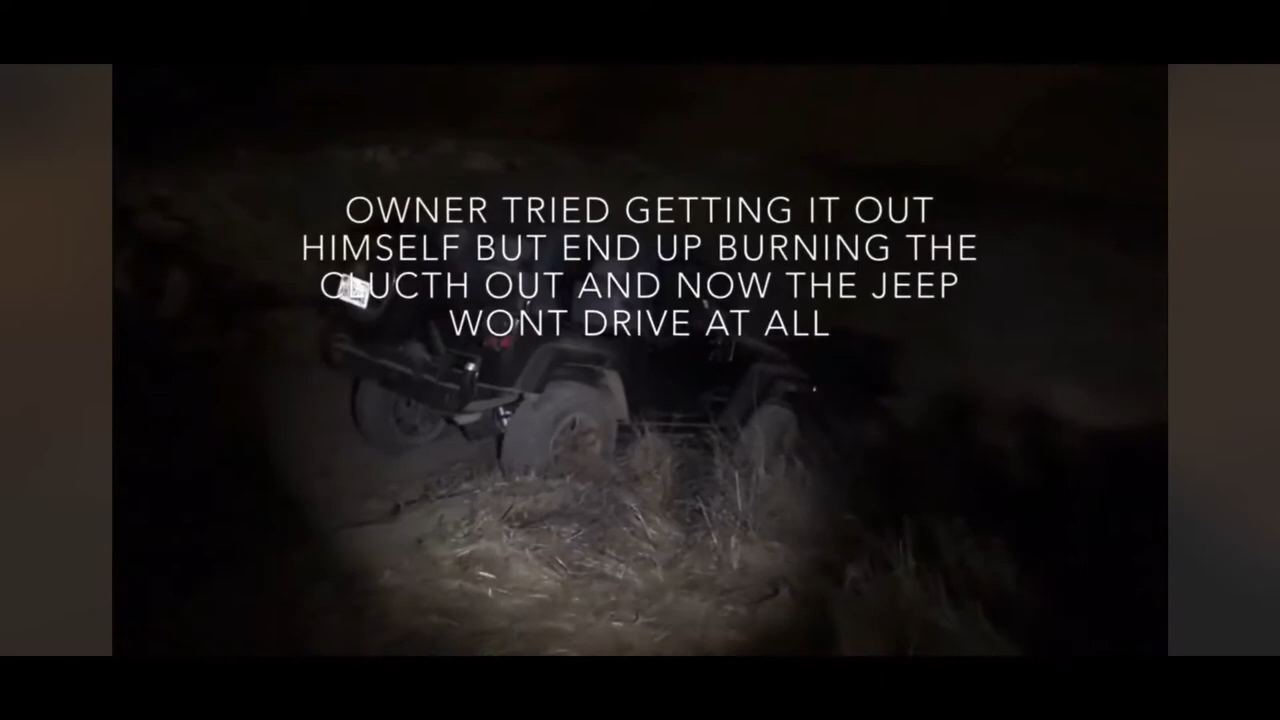 OWNER TRIED GETTING IT OUT
HIMSELF BUT END UP BURNING THE
CLUCTH OUT AND NOW THE JEEP
WONT DRIVE AT ALL